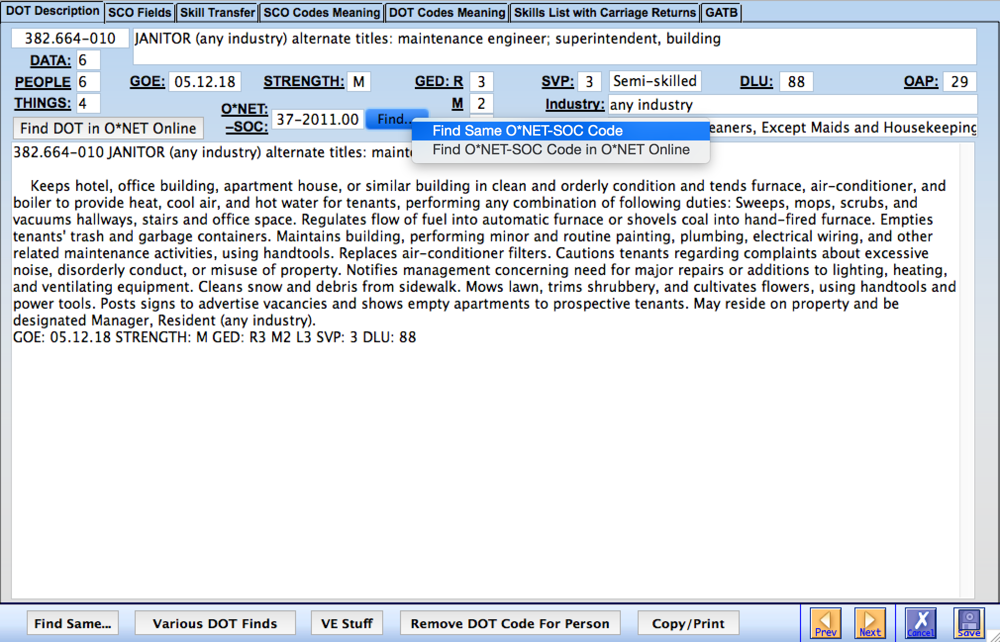 DOT Description SCO Fields Skill Transfer SCO Codes Meaning DOT Codes Meaning Skills List with Carriage Returns GATB
382.664-010 JANITOR (any industry) alternate titles: maintenance engineer; superintendent, building
DATA: 6
PEOPLE 6 GOE: 05.12.18 STRENGTH: M GED: R 3 SVP: 3 Semi-skilled DLU: 88 OAP: 29
THINGS: 4 M 2 Industry: any industry
O*NET:
-SOC: 37-2011.00 Find..
Find DOT in O*NET Online
Find Same O*NET-SOC Code
Find O*NET-SOC Code in O*NET Online
Except Maids and Housekeeping
382.664-010 JANITOR (any industry) alternate titles:
Keeps hotel, office building, apartment house, or similar building in clean and orderly condition and tends furnace, air-conditioner, and
boiler to provide heat, cool air, and hot water for tenants, performing any combination of following duties: Sweeps, mops, scrubs, and
vacuums hallways, stairs and office space. Regulates flow of fuel into automatic furnace or shovels coal into hand-fired furnace. Empties
tenants' trash and garbage containers. Maintains building, performing minor and routine painting, plumbing, electrical wiring, and other
related maintenance activities, using handtools. Replaces air-conditioner filters. Cautions tenants regarding complaints about excessive
noise, disorderly conduct, or misuse of property. Notifies management concerning need for major repairs or additions to lighting, heating,
and ventilating equipment. Cleans snow and debris from sidewalk. Mows lawn, trims shrubbery, and cultivates flowers, using handtools and
power tools. Posts signs to advertise vacancies and shows empty apartments to prospective tenants. May reside on property and be
designated Manager, Resident (any industry).
GOE: 05.12.18 STRENGTH: M GED: R3 M2 L3 SVP: 3 DLU: 88
Find Same... Various DOT Finds VE Stuff Remove DOT Code For Person Copy/Print Prev Next Cancel Save